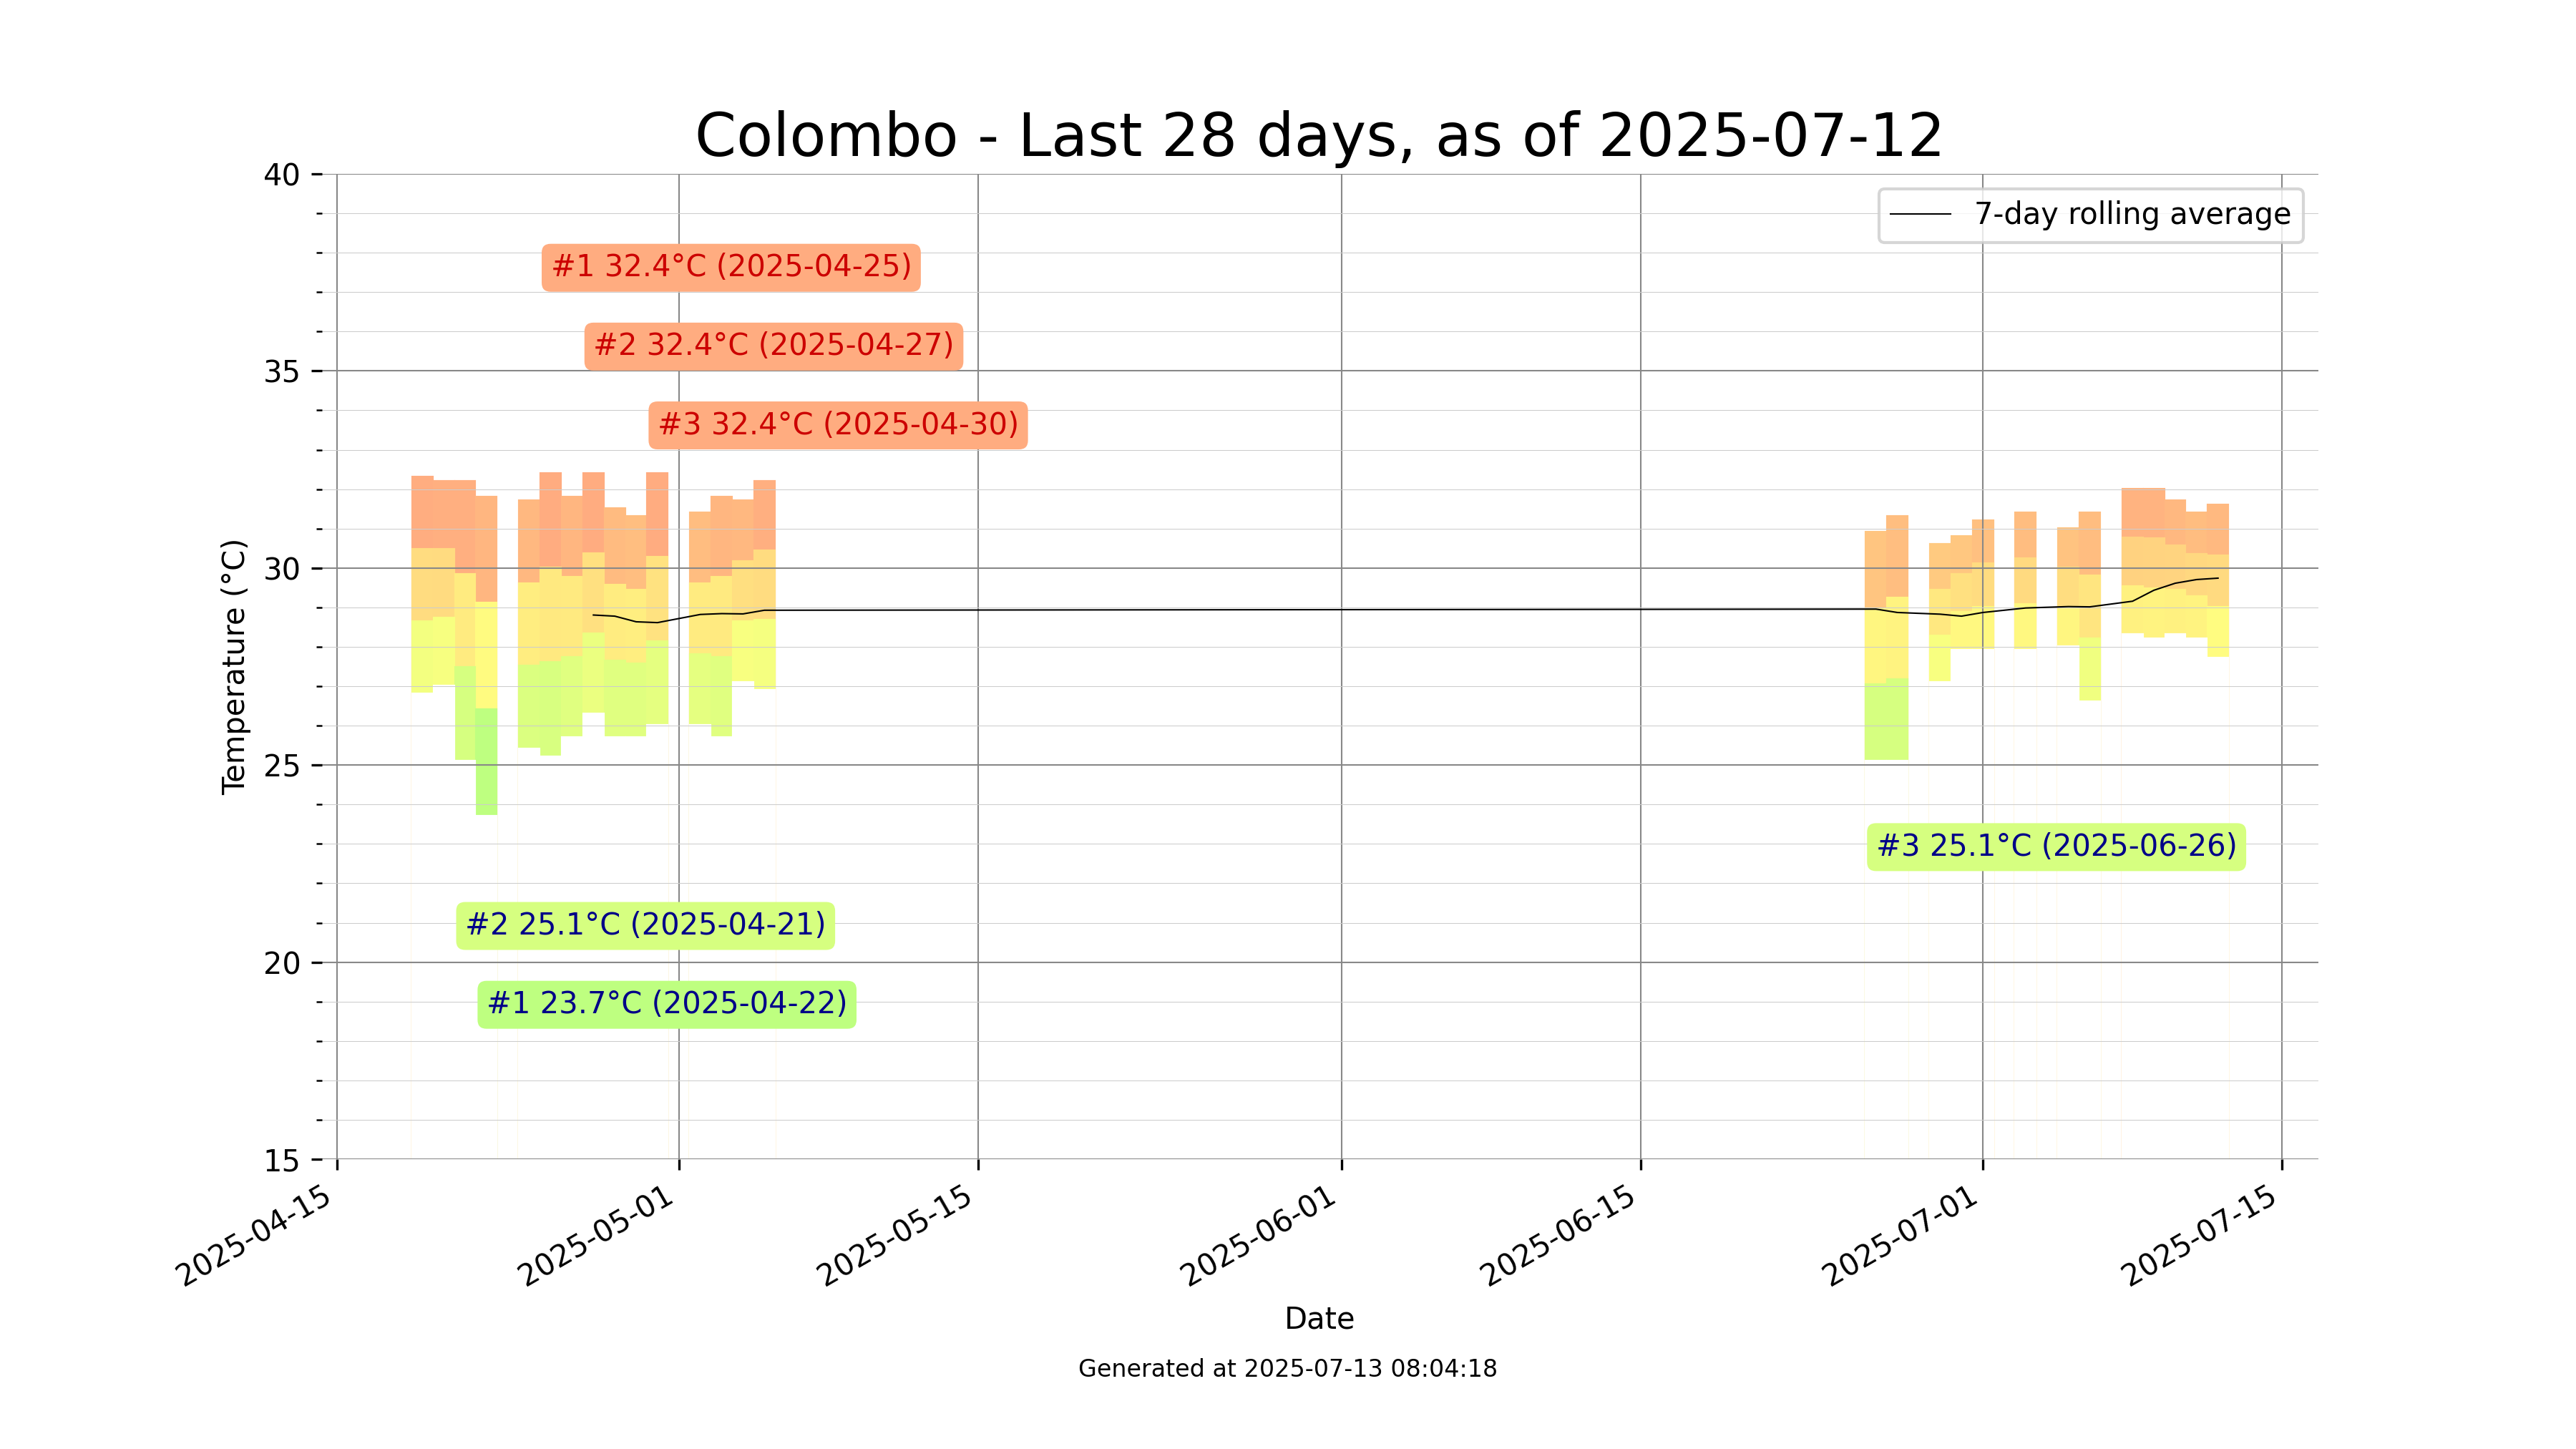 Colombo - Last 28 days, as of 2025-07-12
40
7-day rolling average
#1 32.4°C (2025-04-25)
#2 32.4°C (2025-04-27)
35
#3 32.4°C (2025-04-30)
30
Temperature (°C)
25
#3 25.1°C (2025-06-26)
#2 25.1°C (2025-04-21)
20
#1 23.7°C (2025-04-22)
15
2025-04-15
2025-05-01
2025-05-15
2025-06-01
2025-06-15
2025-07-01
2025-07-15
Date
Generated at 2025-07-13 08:04:18